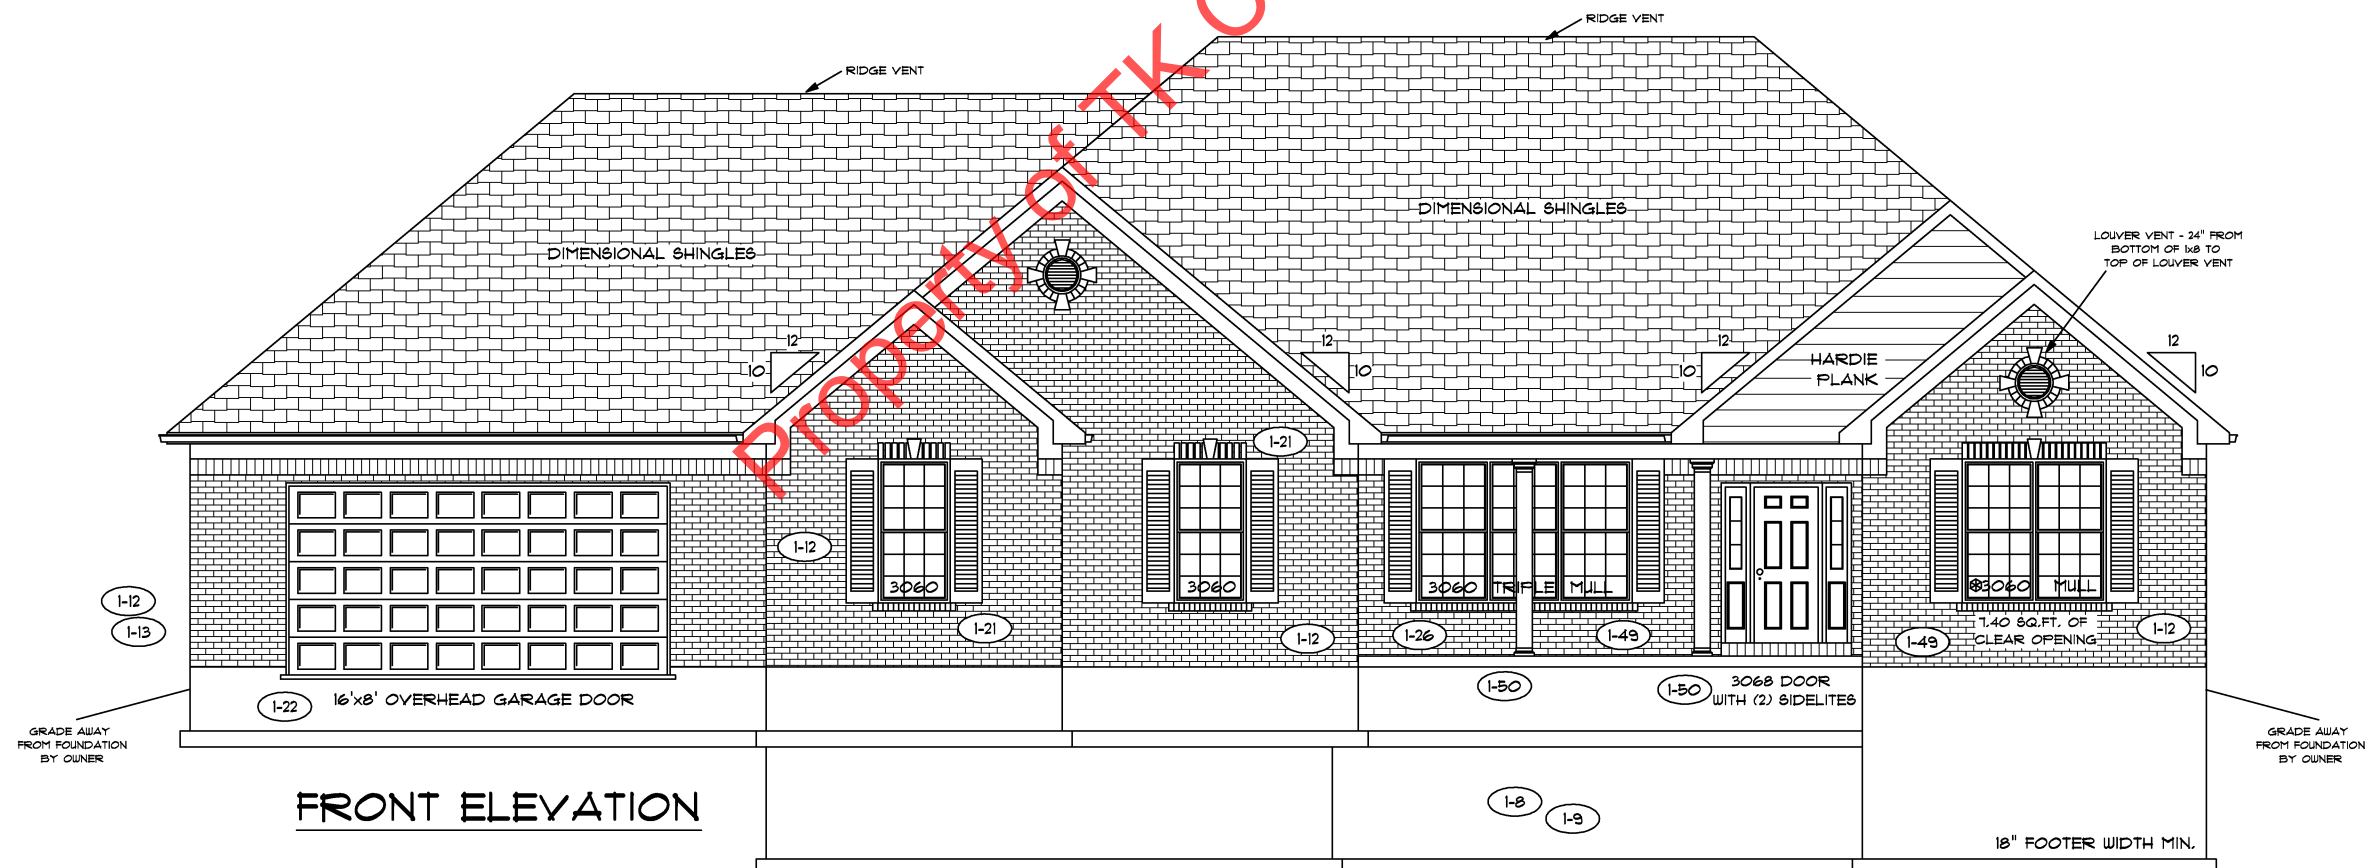 RIDGE VENT
RIDGE VENT
Property of TK
DIMENSIONAL SHINGLES
DIMENSIONAL SHINGLES
LOUVER VENT - 24" FROM
BOTTOM OF 1x8 TO
TOP OF LOUVER VENT
12
10
12
10
12
10
12
10
HARDIE
PLANK
1-21
1-12
3060
3060
3060 TRIPLE MULL
3060 MULL
1-12
1-13
1-21
1-12
1-26
1-49
1-49
7.40 SQ.FT. OF
CLEAR OPENING
1-12
1-22
16'x8' OVERHEAD GARAGE DOOR
1-50
1-50
3068 DOOR
WITH (2) SIDELITES
GRADE AWAY
FROM FOUNDATION
BY OWNER
GRADE AWAY
FROM FOUNDATION
BY OWNER
FRONT ELEVATION
1-8
1-9
18" FOOTER WIDTH MIN.